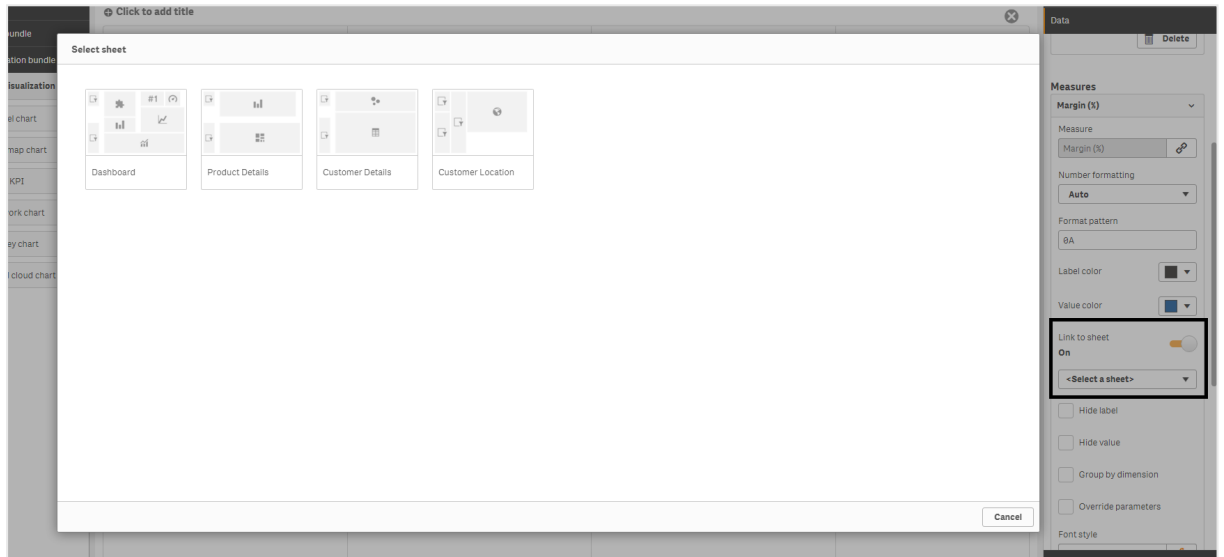 Click to add title
Data
bundle
Delete
Select sheet
ation bundle
isualization
Measures
el chart
Margin (%)
#1
Measure
map chart
Margin (%)
Dashboard
Product Details
Customer Details
Customer Location
KPI
Number formatting
Auto
ork chart
Format pattern
0A
ey chart
Label color
cloud chart
Value color
Link to sheet
On
<Select a sheet>
Hide label
Hide value
Group by dimension
Override parameters
Cancel
Font style